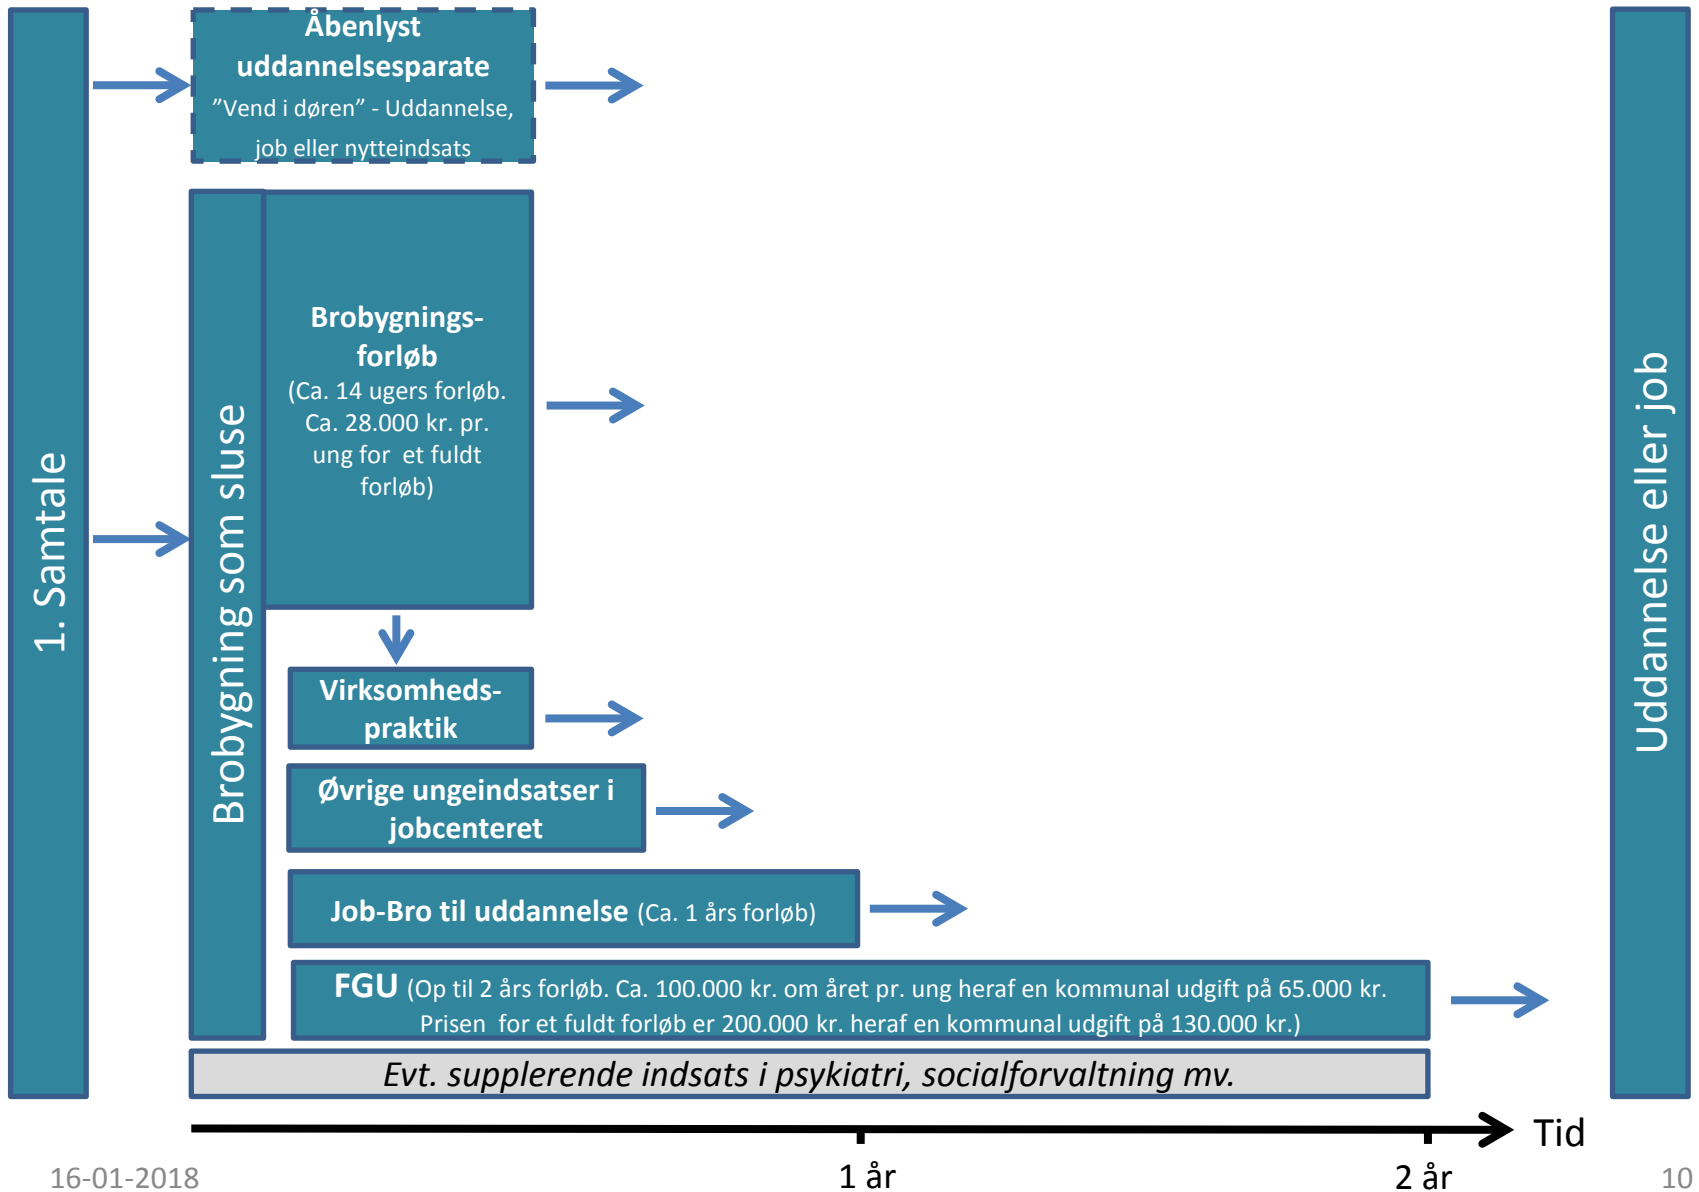 1. Samtale
Åbenlyst
uddannelsesparate
”Vend i døren” - Uddannelse,
job eller nytteindsats
Brobygning som sluse
Brobygnings-
forløb
(Ca. 14 ugers forløb.
Ca. 28.000 kr. pr.
ung for et fuldt
forløb)
Virksomheds-
praktik
Øvrige ungeindsatser i
jobcenteret
Job-Bro til uddannelse (Ca. 1 års forløb)
FGU (Op til 2 års forløb. Ca. 100.000 kr. om året pr. ung heraf en kommunal udgift på 65.000 kr.
Prisen for et fuldt forløb er 200.000 kr. heraf en kommunal udgift på 130.000 kr.)
Evt. supplerende indsats i psykiatri, socialforvaltning mv.
Uddannelse eller job
Tid
1 år
2 år
16-01-2018
10